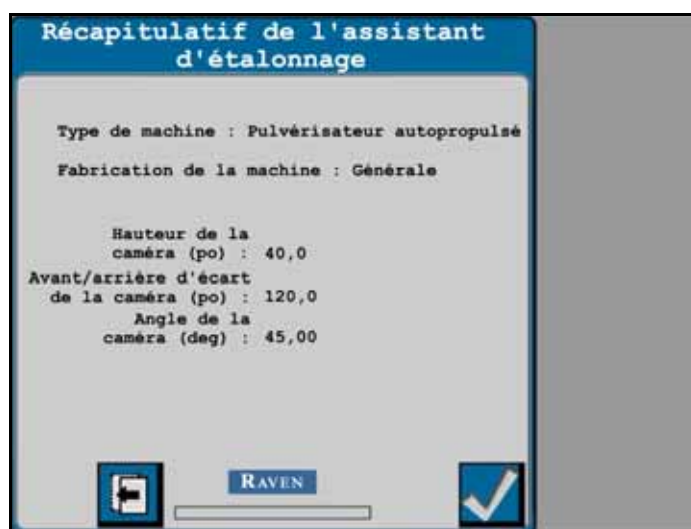 Récapitulatif de l'assistant
d'étalonnage
Type de machine : Pulvérisateur autopropulsé
Fabrication de la machine : Générale
Hauteur de la
caméra (po) : 40,0
Avant/arrière d'écart
de la caméra (po) : 120,0
Angle de la
caméra (deg) : 45,00
RAVEN